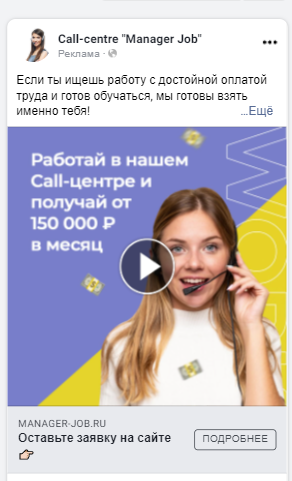 Call-centre "Manager Job"
Реклама ·
Если ты ищешь работу с достойной оплатой
труда и готов обучаться, мы готовы взять
именно тебя! ...Ещё
Работай в нашем
Call-центре и
получай от
150 000 ₽
в месяц
WORK
MANAGER-JOB.RU
Оставьте заявку на сайте
👉
ПОДРОБНЕЕ